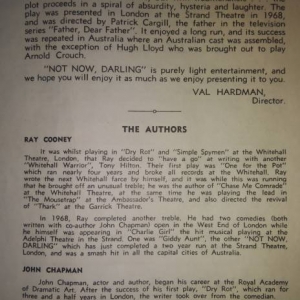 plot proceeds in a spiral of absurdity, hysteria and laughter. The
play was presented in London at the Strand Theatre in 1968,
and was directed by Patrick Cargill, the father in the television
series "Father, Dear Father". It enjoyed a long run, and its success
was repeated in Australia where an Australian cast was assembled,
with the exception of Hugh Lloyd who was brought out to play
Arnold Crouch.
"NOT NOW, DARLING" is purely light entertainment, and
we hope you will enjoy it as much as we enjoy presenting it to you.
VAL HARDMAN,
Director.
THE AUTHORS
RAY COONEY
It was whilst playing in "Dry Rot" and "Simple Spymen" at the Whitehall
Theatre, London, that Ray decided to "have a go" at writing with another
"Whitehall Warrior", Tony Hilton. Their first play was "One for the Pot"
which ran nearly four years and broke all records at the Whitehall. Ray
wrote the next Whitehall farce by himself, and it was while this was running
that he brought off an unusual treble; he was the author of "Chase Me Comrade"
at the Whitehall Theatre, at the same time he was playing the lead in
"The Mousetrap" at the Ambassador's Theatre, and also directed the revival
of "Thark" at the Garrick Theatre.
In 1968, Ray completed another treble. He had two comedies (both
written with co-author John Chapman) open in the West End of London while
he himself was appearing in "Charlie Girl" the hit musical playing at the
Adelphi Theatre in the Strand. One was "Giddy Aunt", the other "NOT NOW,
DARLING" which has just completed a two year run at the Strand Theatre,
London, and was a smash hit in all the capital cities of Australia.
JOHN CHAPMAN
John Chapman, actor and author, began his career at the Royal Academy
of Dramatic Art. After the success of his first play, "Dry Rot", which ran for
three and a half years in London, the writer took over from the comedian.